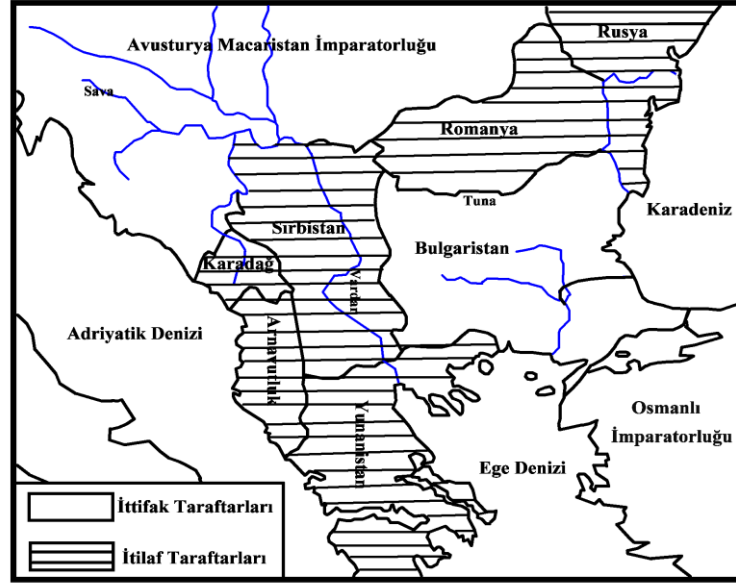 Rusya
Avusturya Macaristan İmparatorluğu
Sava
Romanya
Tuna
Karadeniz
Sırbistan
Bulgaristan
Karadağ
Vardar
Adriyatik Denizi
Arnavutluk
Yunanistan
Osmanlı
İmparatorluğu
Ege Denizi
İttifak Taraftarları
İtilaf Taraftarları